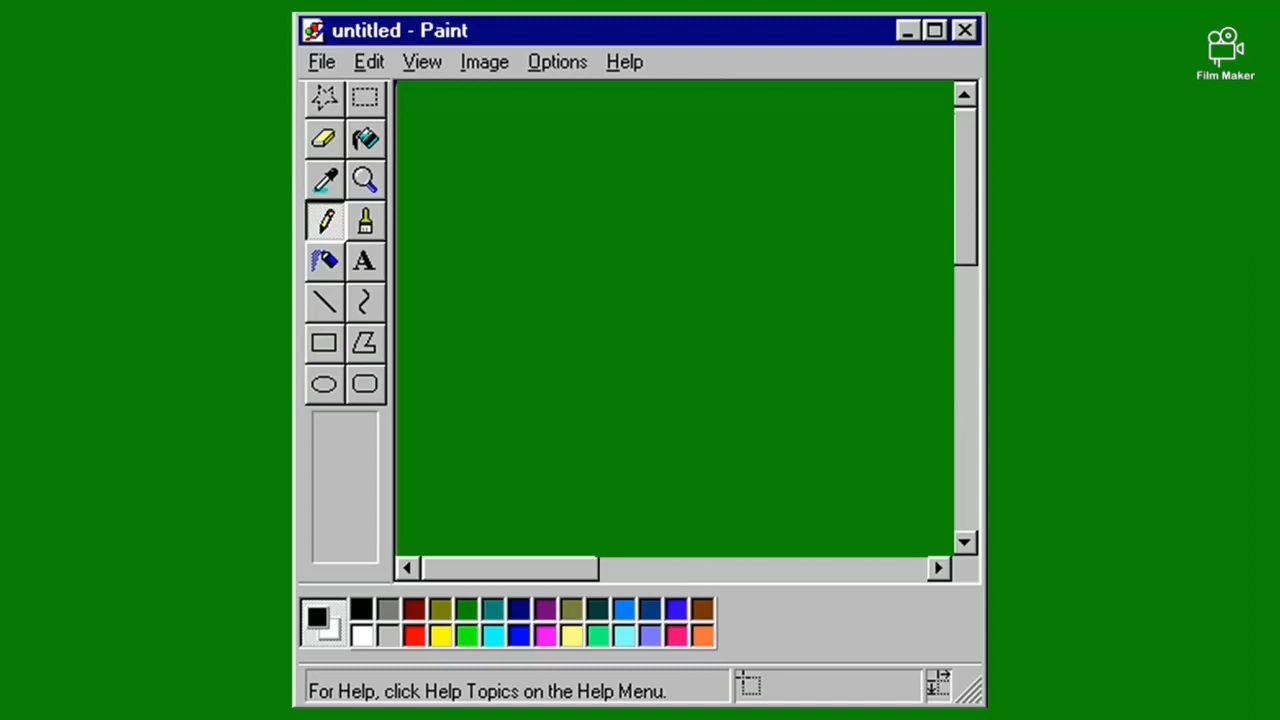 untitled - Paint
File Edit View Image Options Help
Film Maker
A
For Help, click Help Topics on the Help Menu.